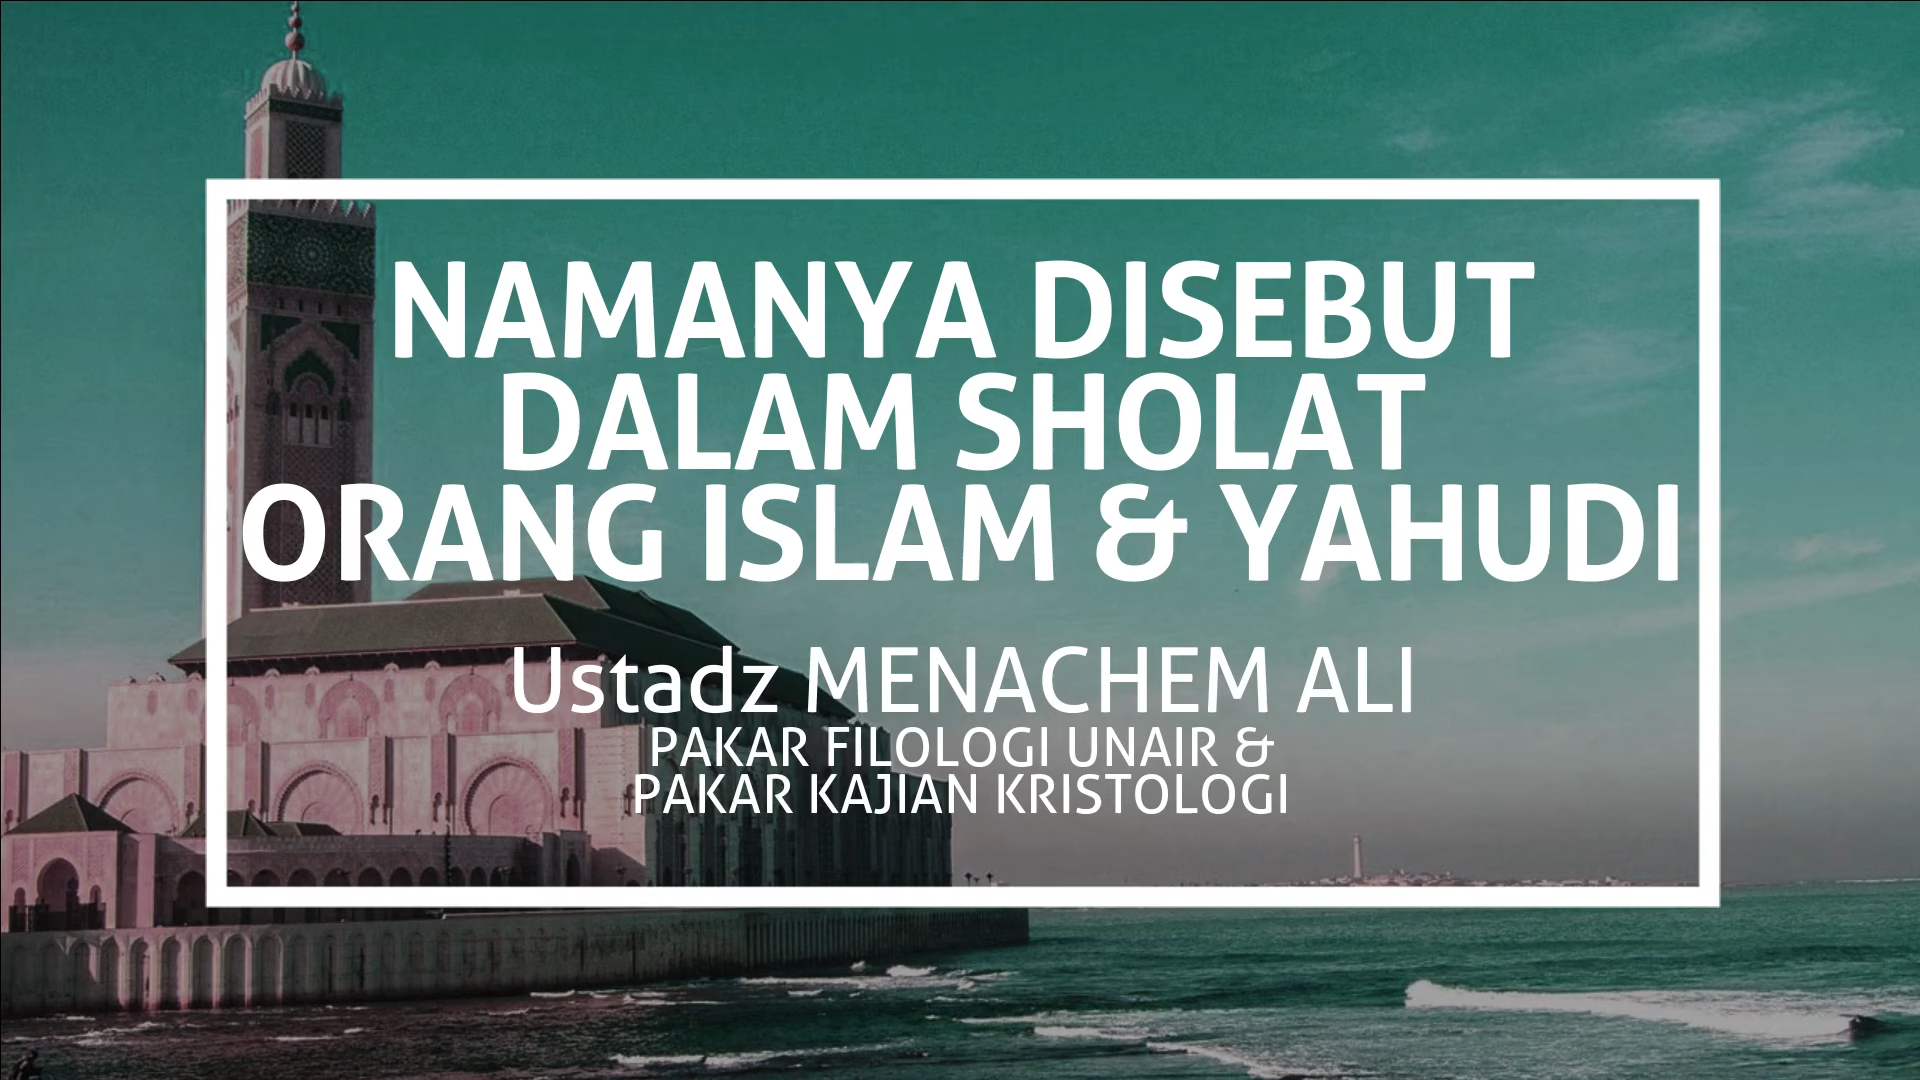 NAMANYA DISEBUT
DALAM SHOLAT
ORANG ISLAM & YAHUDI
Ustadz MENACHEM ALI
PAKAR FILOLOGI UNAIR &
PAKAR KAJIAN KRISTOLOGI